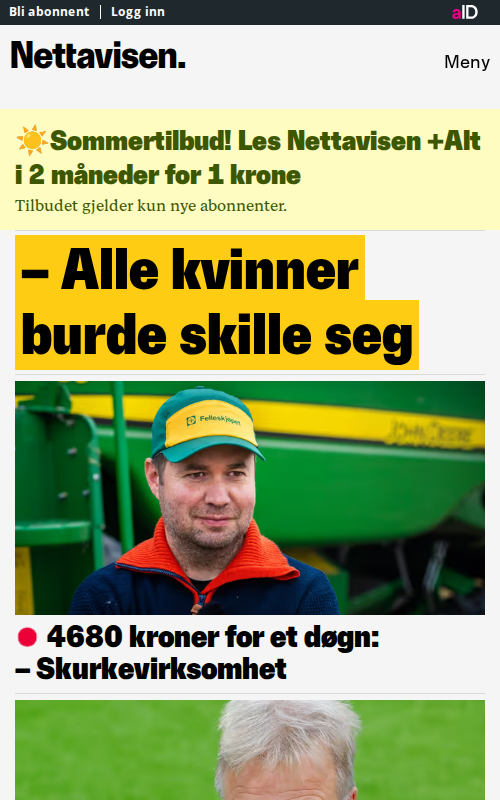 Bli abonnent | Logg inn
aID
Nettavisen.
Meny
☀️Sommertilbud! Les Nettavisen +Alt
i 2 måneder for 1 krone
Tilbudet gjelder kun nye abonnenter.
– Alle kvinner
burde skille seg
Felleskjøpet
John Deere
4680 kroner for et døgn:
– Skurkevirksomhet